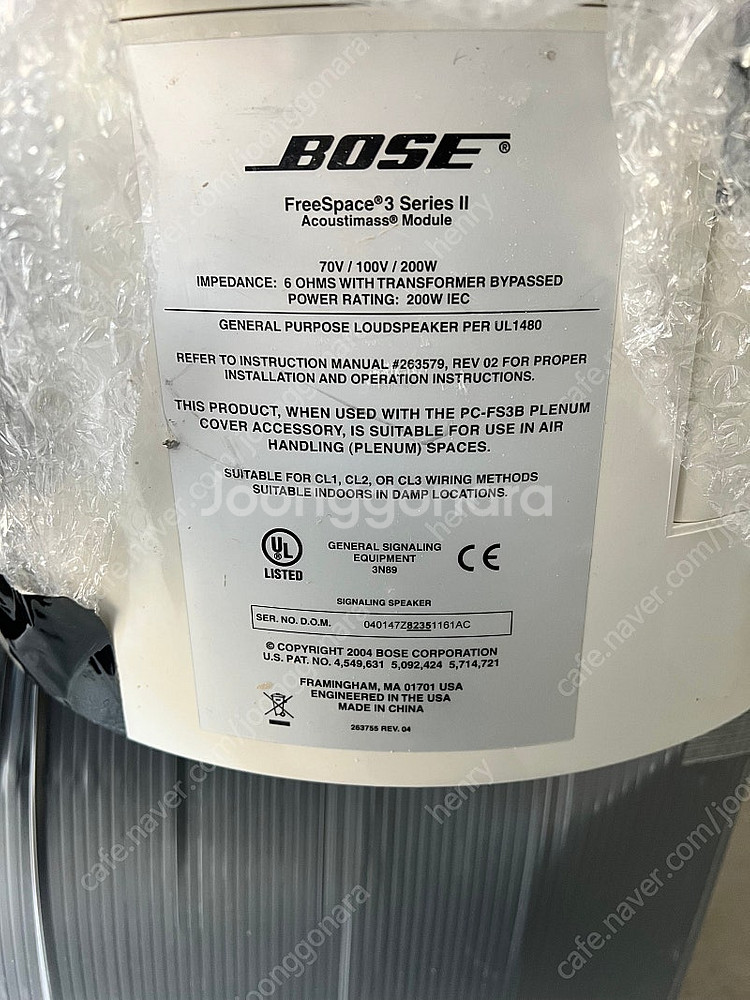 BOSE®
FreeSpace®3 Series II
Acoustimass® Module
70V / 100V / 200W
IMPEDANCE: 6 OHMS WITH TRANSFORMER BYPASSED
POWER RATING: 200W IEC
GENERAL PURPOSE LOUDSPEAKER PER UL1480
REFER TO INSTRUCTION MANUAL #263579, REV 02 FOR PROPER
INSTALLATION AND OPERATION INSTRUCTIONS.
THIS PRODUCT, WHEN USED WITH THE PC-FS3B PLENUM
COVER ACCESSORY, IS SUITABLE FOR USE IN AIR
HANDLING (PLENUM) SPACES.
SUITABLE FOR CL1, CL2, OR CL3 WIRING METHODS
SUITABLE INDOORS IN DAMP LOCATIONS.
Joonggonara
UL ®
LISTED
GENERAL SIGNALING
EQUIPMENT
3N89
CE
SIGNALING SPEAKER
SER. NO. D.O.M. 040147Z82351161AC
© COPYRIGHT 2004 BOSE CORPORATION
U.S. PAT. NO. 4,549,631 5,092,424 5,714,721
FRAMINGHAM, MA 01701 USA
ENGINEERED IN THE USA
MADE IN CHINA
263755 REV. 04
cafe.naver.com/joonggonara
henry